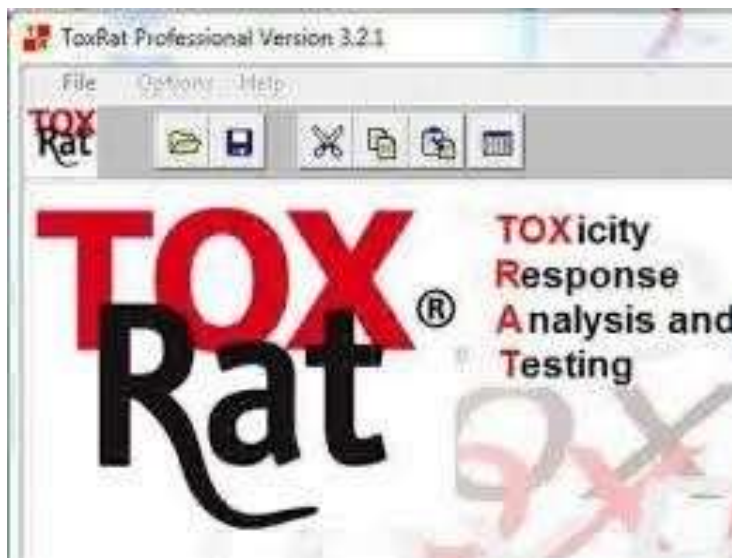 ToxRat Professional Version 3.2.1
File Options Help
TOX
Rat
TOX
Rat®
TOXicity
Response
Analysis and
Testing